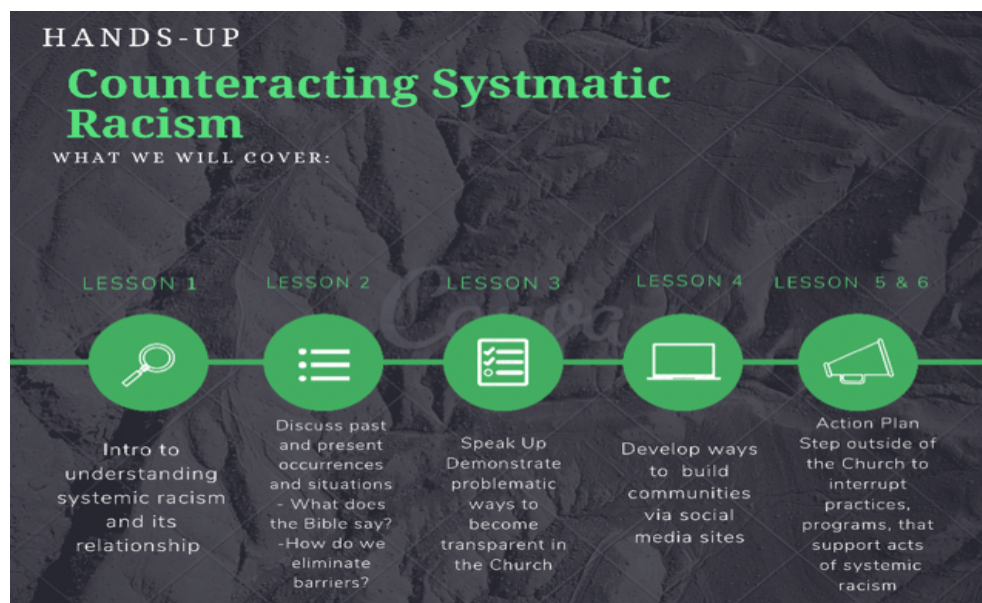 HANDS-UP
Counteracting Systmatic
Racism
WHAT WE WILL COVER:
LESSON 1
Intro to
understanding
systemic racism
and its
relationship
LESSON 2
Discuss past
and present
occurrences
and situations
- What does
the Bible say?
-How do we
eliminate
barriers?
LESSON 3
Speak Up
Demonstrate
problematic
ways to
become
transparent in
the Church
LESSON 4
Develop ways
to build
communities
via social
media sites
LESSON 5 & 6
Action Plan
Step outside of
the Church to
interrupt
practices,
programs, that
support acts
of systemic
racism
Canva